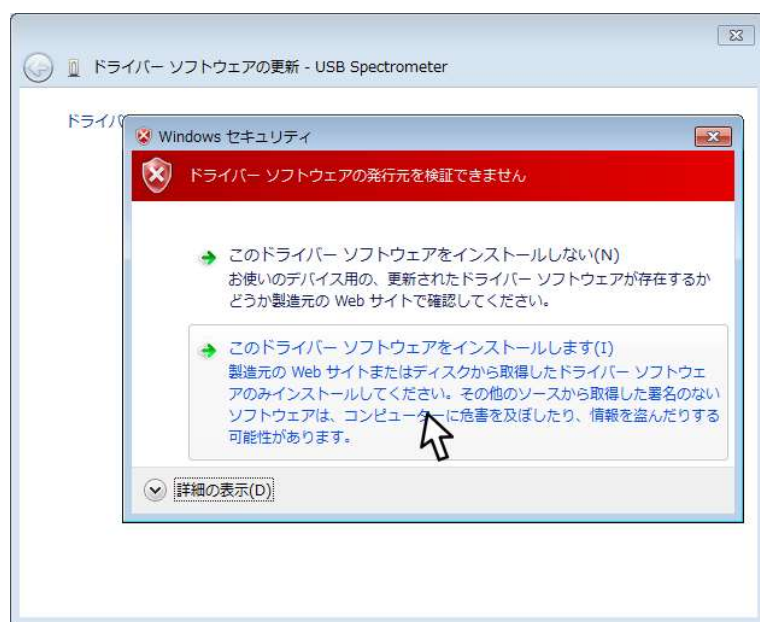 ドライバー ソフトウェアの更新 - USB Spectrometer
ドライバ
Windows セキュリティ
ドライバー ソフトウェアの発行元を検証できません
このドライバー ソフトウェアをインストールしない(N)
お使いのデバイス用の、更新されたドライバー ソフトウェアが存在するか
どうか製造元の Web サイトで確認してください。
このドライバー ソフトウェアをインストールします(I)
製造元の Web サイトまたはディスクから取得したドライバー ソフトウェ
アのみインストールしてください。その他のソースから取得した署名のない
ソフトウェアは、コンピューターに危害を及ぼしたり、情報を盗んだりする
可能性があります。
詳細の表示(D)